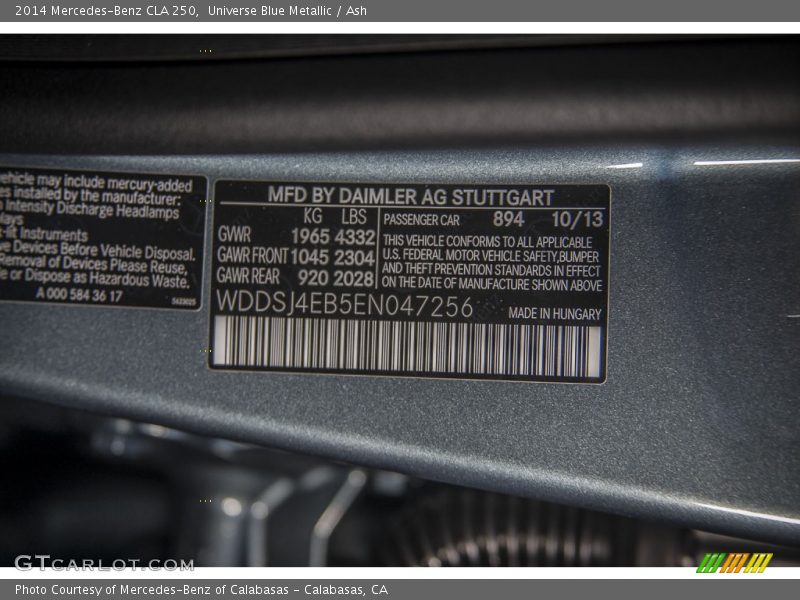 2014 Mercedes-Benz CLA 250, Universe Blue Metallic / Ash
ehicle may include mercury-added
es installed by the manufacturer:
Intensity Discharge Headlamps
lays
-lit Instruments
e Devices Before Vehicle Disposal.
Removal of Devices Please Reuse,
le or Dispose as Hazardous Waste.
A 000 584 36 17
MFD BY DAIMLER AG STUTTGART
KG LBS
GWR 1965 4332
GAWR FRONT 1045 2304
GAWR REAR 920 2028
PASSENGER CAR 894 10/13
THIS VEHICLE CONFORMS TO ALL APPLICABLE
U.S. FEDERAL MOTOR VEHICLE SAFETY,BUMPER
AND THEFT PREVENTION STANDARDS IN EFFECT
ON THE DATE OF MANUFACTURE SHOWN ABOVE
WDDSJ4EB5EN047256 MADE IN HUNGARY
GTCARLOT.COM
Photo Courtesy of Mercedes-Benz of Calabasas - Calabasas, CA